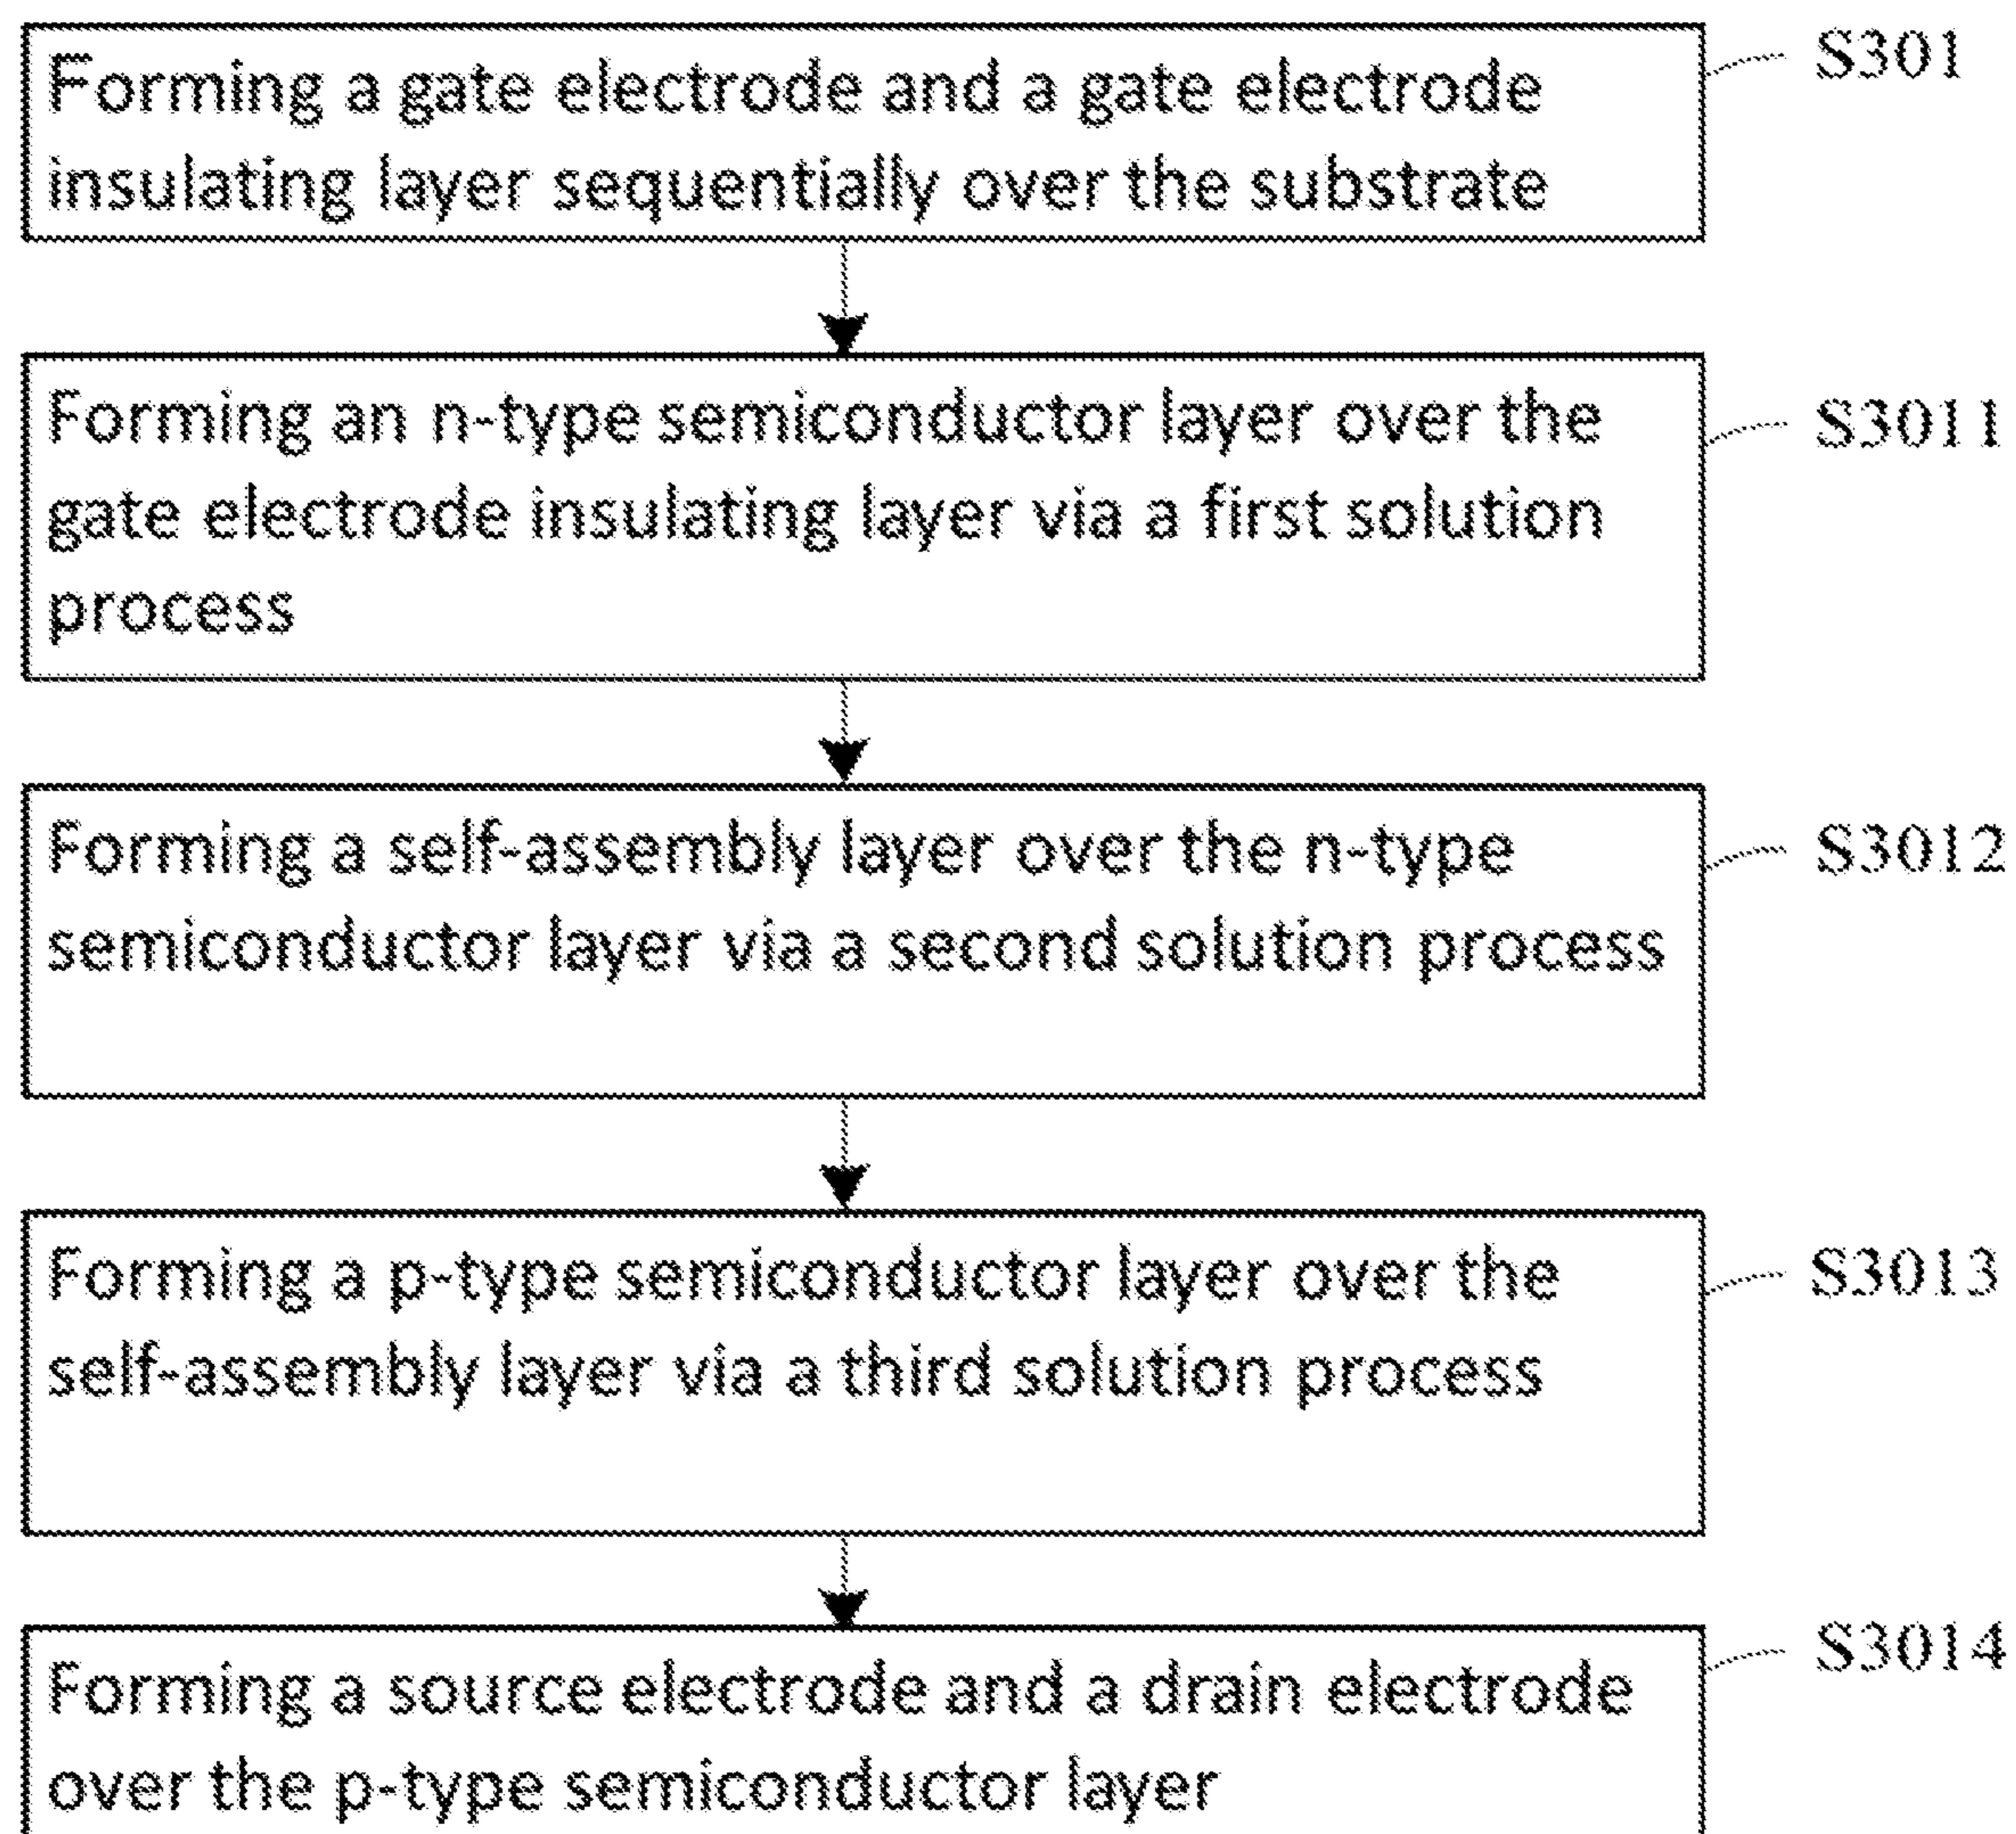 Forming a gate electrode and a gate electrode
insulating layer sequentially over the substrate
S301
Forming an n-type semiconductor layer over the
gate electrode insulating layer via a first solution
process
S3011
Forming a self-assembly layer over the n-type
semiconductor layer via a second solution process
S3012
Forming a p-type semiconductor layer over the
self-assembly layer via a third solution process
S3013
Forming a source electrode and a drain electrode
over the p-type semiconductor layer
S3014